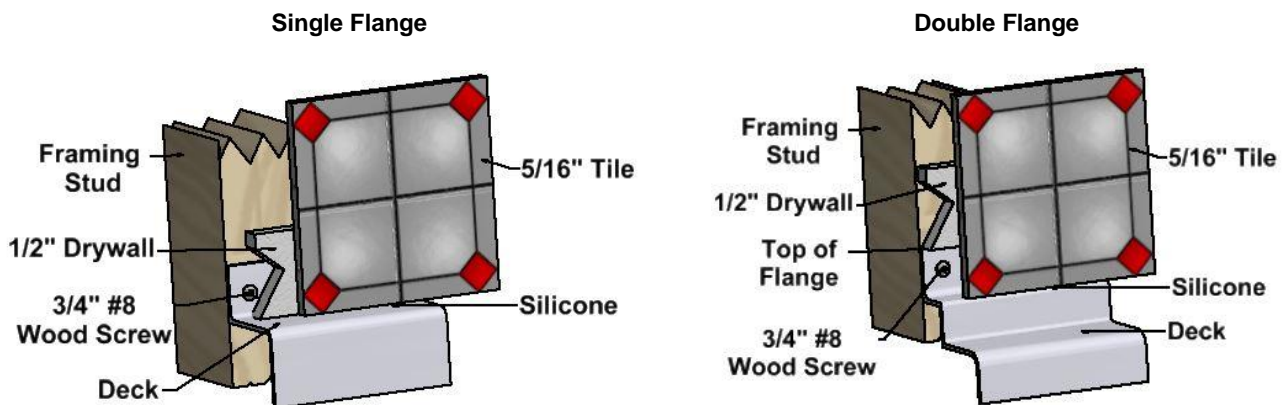 Single Flange
Framing
Stud
5/16" Tile
1/2" Drywall
3/4" #8
Wood Screw
Silicone
Deck
Double Flange
Framing
Stud
5/16" Tile
1/2" Drywall
Top of
Flange
Silicone
Deck
3/4" #8
Wood Screw